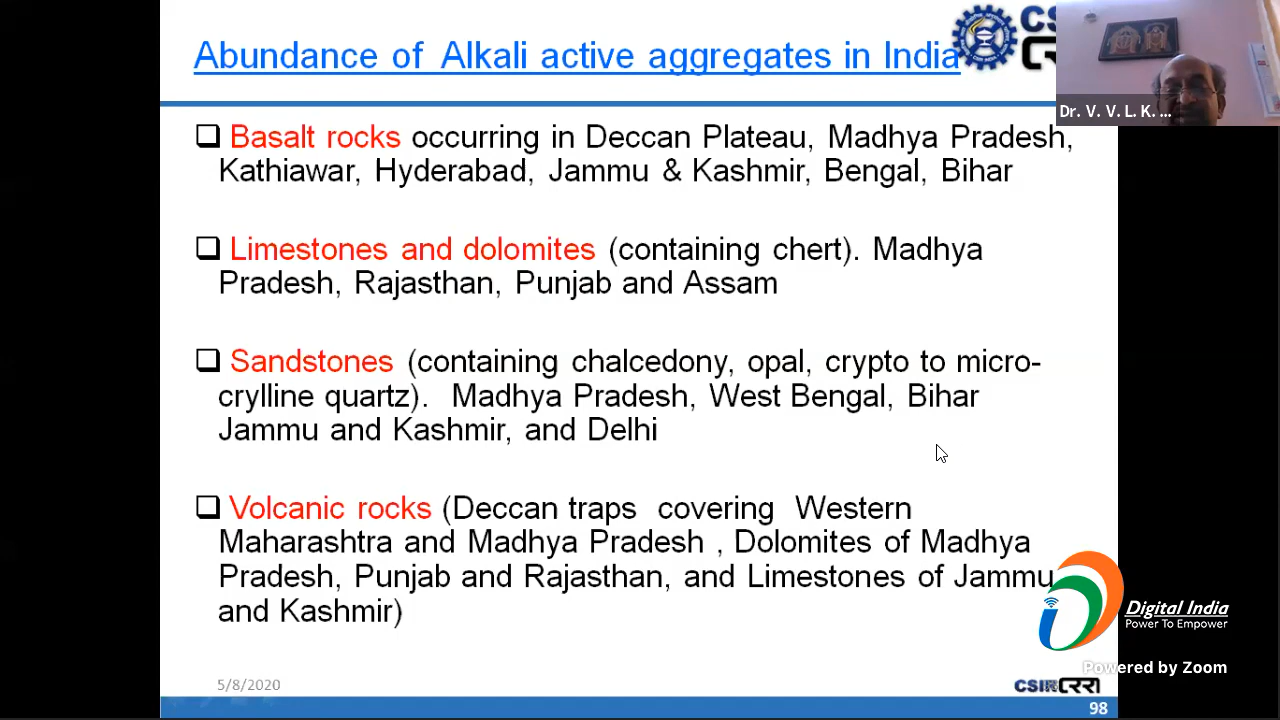 Abundance of Alkali active aggregates in India
CS
CRR
Dr. V. V. L. K. ...
Basalt rocks occurring in Deccan Plateau, Madhya Pradesh,
Kathiawar, Hyderabad, Jammu & Kashmir, Bengal, Bihar
Limestones and dolomites (containing chert). Madhya
Pradesh, Rajasthan, Punjab and Assam
Sandstones (containing chalcedony, opal, crypto to micro-
crylline quartz). Madhya Pradesh, West Bengal, Bihar
Jammu and Kashmir, and Delhi
Volcanic rocks (Deccan traps covering Western
Maharashtra and Madhya Pradesh , Dolomites of Madhya
Pradesh, Punjab and Rajasthan, and Limestones of Jammu
and Kashmir)
Digital India
Power To Empower
Powered by Zoom
5/8/2020
CSIR CRRI
98